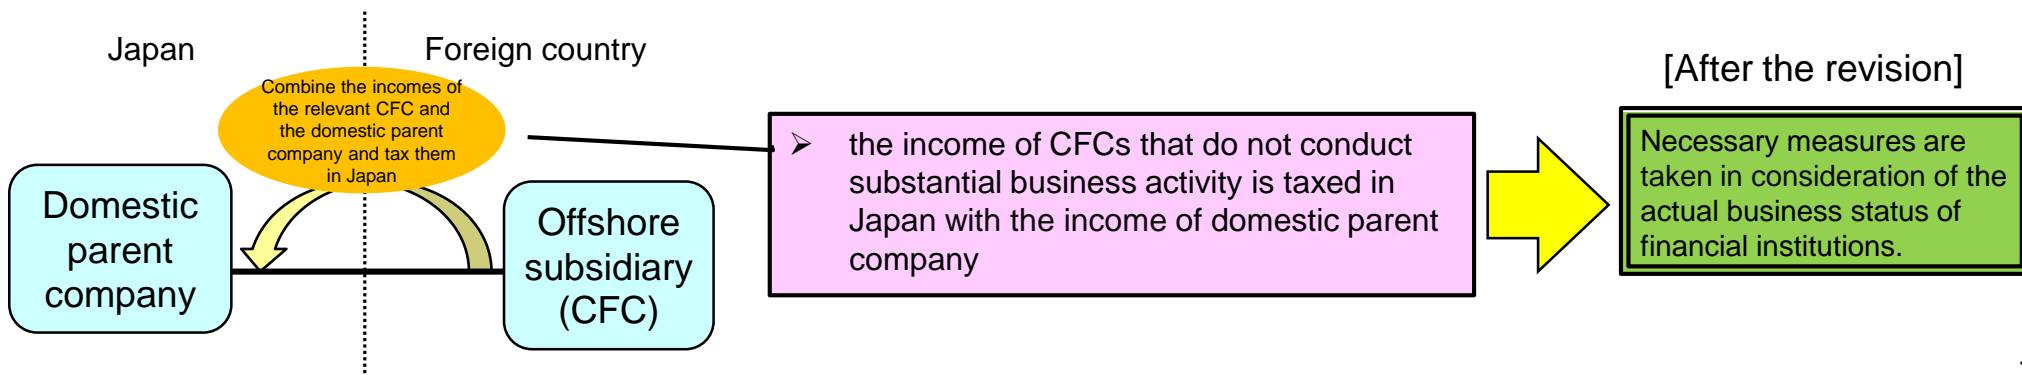 Japan
Foreign country
Combine the incomes of
the relevant CFC and
the domestic parent
company and tax them
in Japan
Domestic
parent
company
Offshore
subsidiary
(CFC)
➢ the income of CFCs that do not conduct
substantial business activity is taxed in
Japan with the income of domestic parent
company
[After the revision]
Necessary measures are
taken in consideration of the
actual business status of
financial institutions.